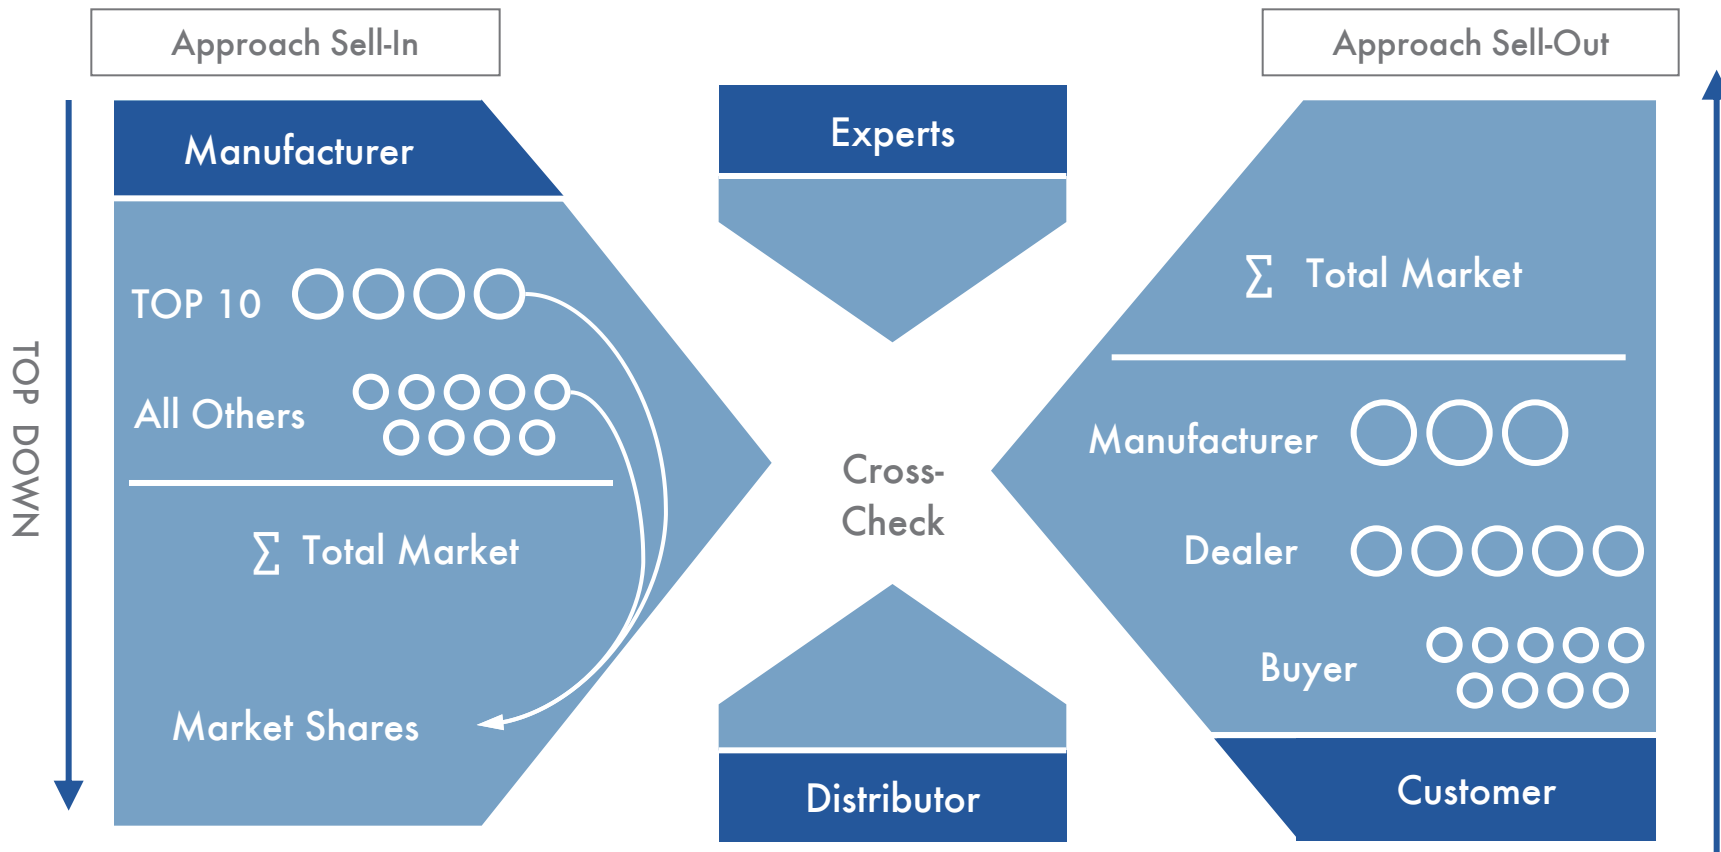 Approach Sell-In
Approach Sell-Out
TOP DOWN
Manufacturer
TOP 10
All Others
∑ Total Market
Market Shares
Experts
Cross-
Check
Distributor
∑ Total Market
Manufacturer
Dealer
Buyer
Customer